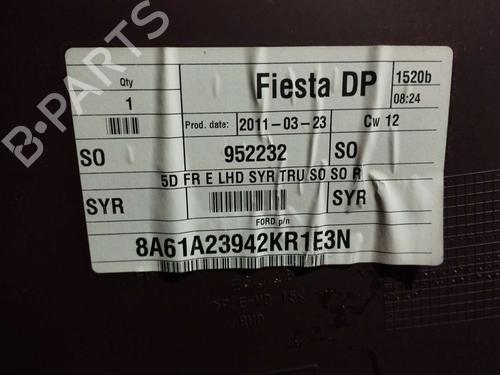 B-PARTS
Qty
1
Fiesta DP
1520b
08:24
Prod. date: 2011-03-23
Cw 12
SO 952232 SO
5D FR E LHD SYR TRU SO SO R
SYR SYR
FORD p/n
8A61A23942KR1E3N
RHD